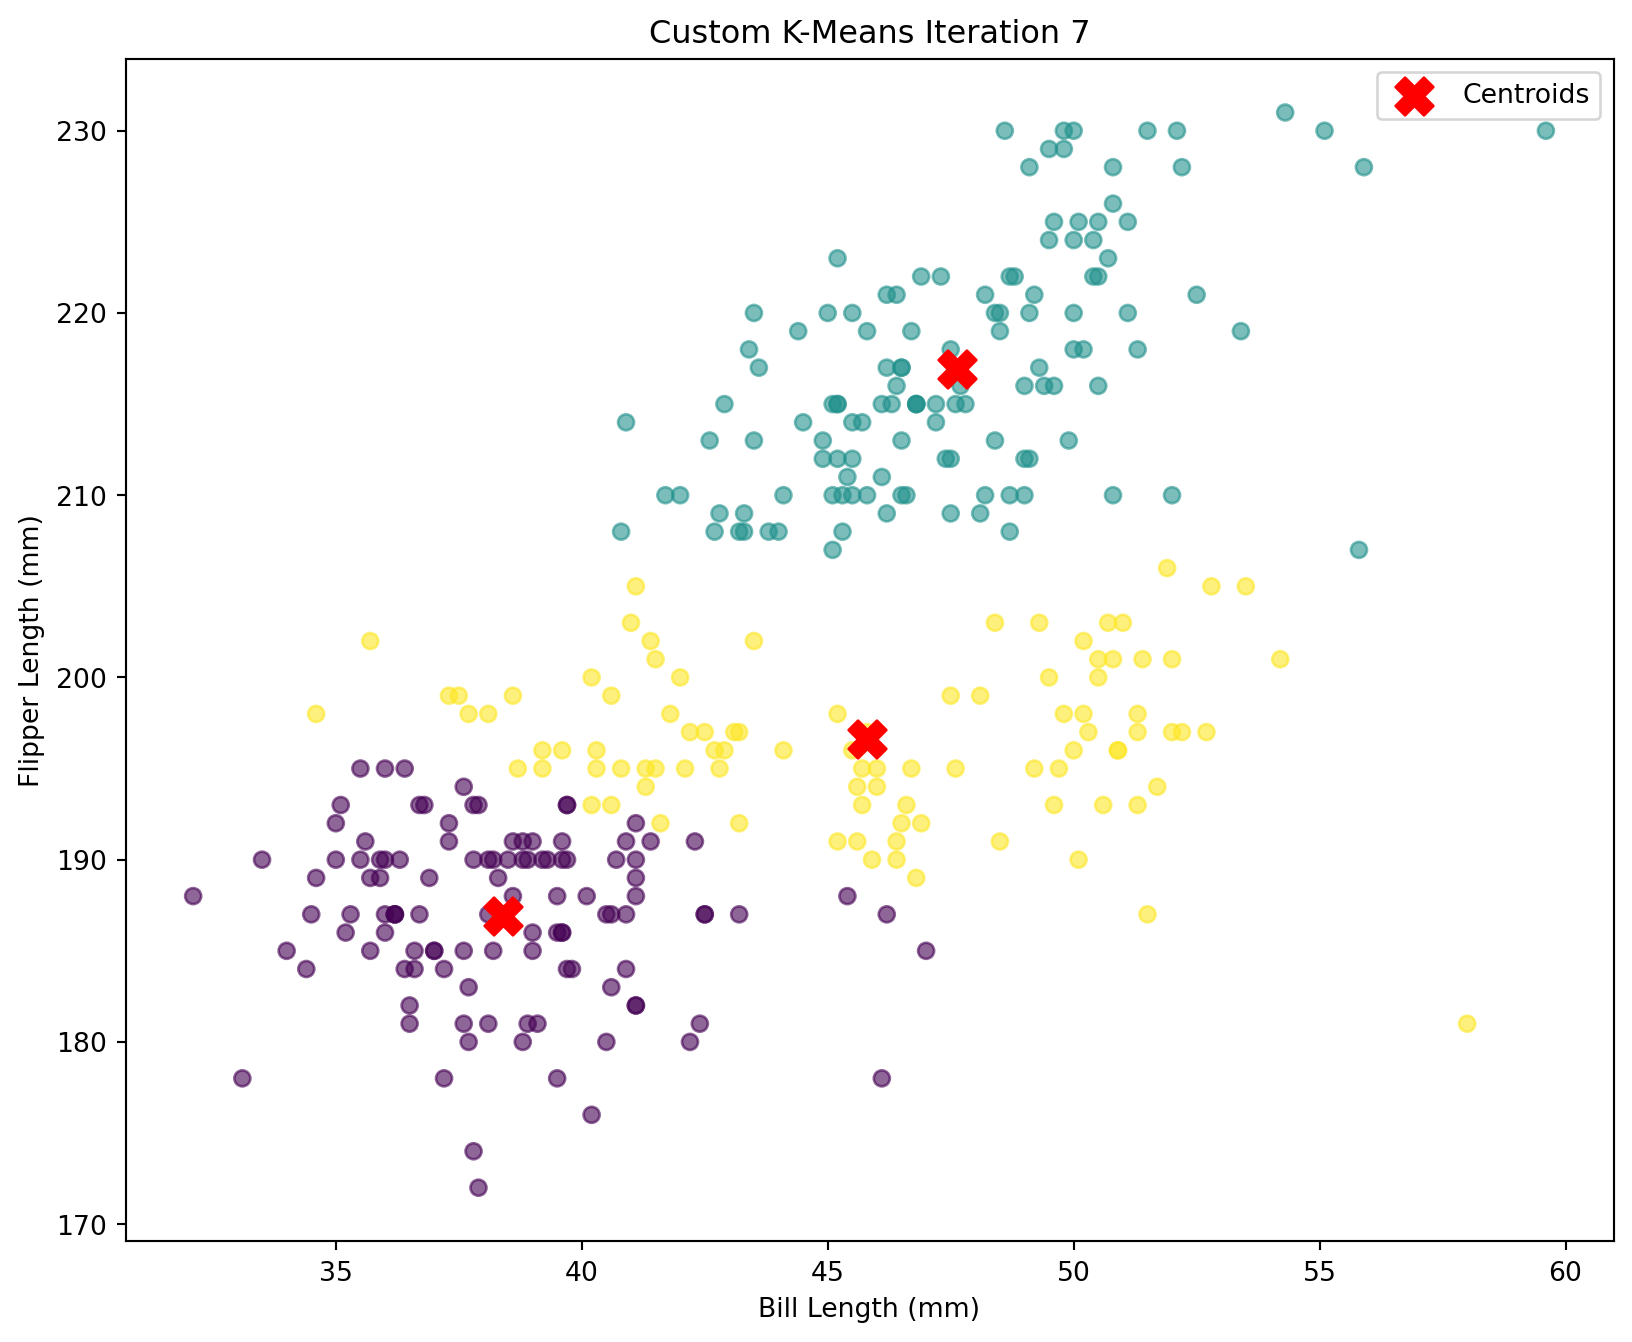 Custom K-Means Iteration 7
Centroids
230
220
210
200
190
180
170
Flipper Length (mm)
35 40 45 50 55 60
Bill Length (mm)